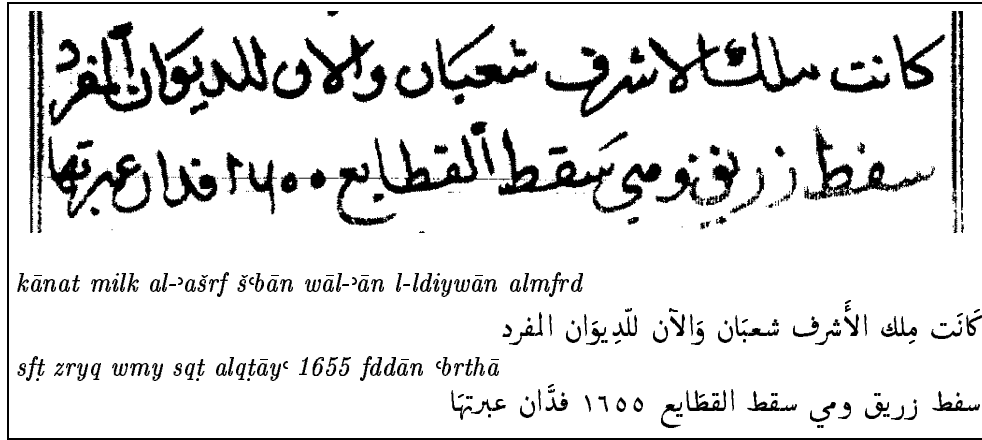 كانت ملك الاشرف شعبان والان للديوان المفرد
سفط زريق ومي سقط القطايع ١٦٥٥ فدان عبرتها
kānat milk al-ʾašrf šʿbān wāl-ʾān l-ldiywān almfrd
كَانَت مِلك الأَشرف شعبَان وَالآن للّدِيوَان المفرد
sfṭ zryq wmy sqṭ alqṭāyʿ 1655 fddān ʿbrthā
سفط زريق ومي سقط القطَايع ١٦٥٥ فدَّان عبرتهَا